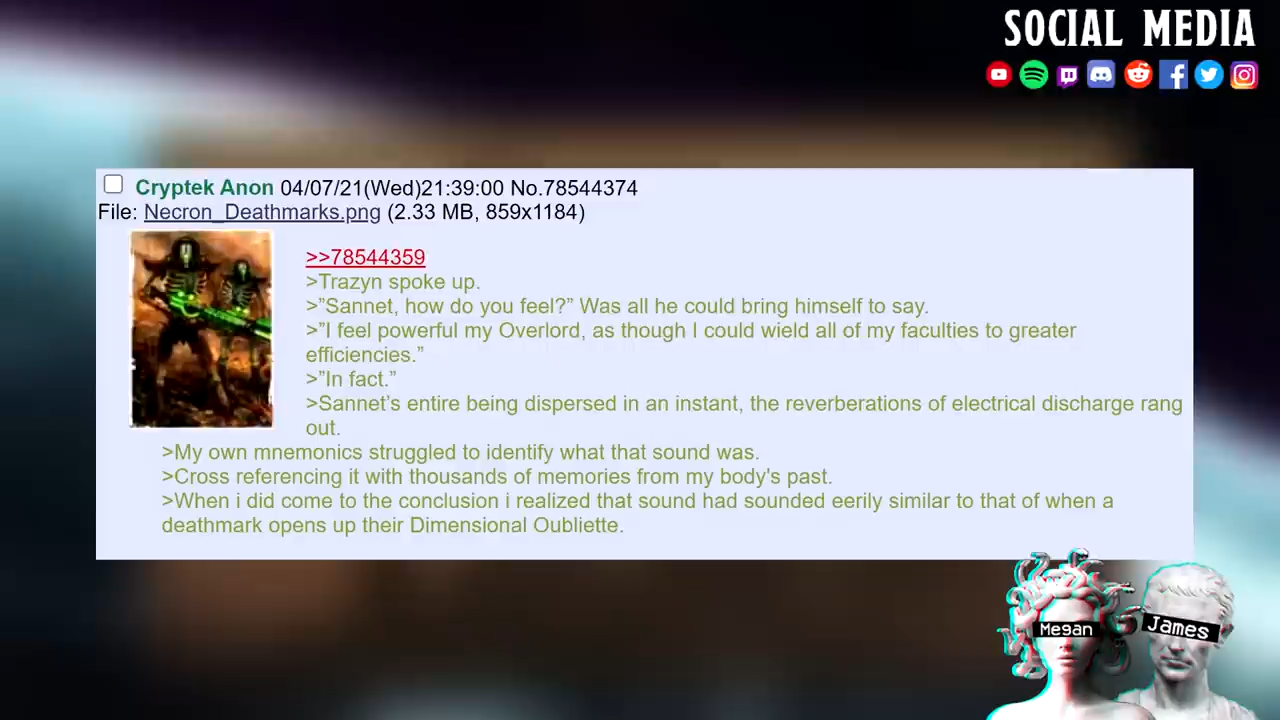 SOCIAL MEDIA
Cryptek Anon 04/07/21(Wed)21:39:00 No.78544374
File: Necron_Deathmarks.png (2.33 MB, 859x1184)
>>78544359
>Trazyn spoke up.
>”Sannet, how do you feel?” Was all he could bring himself to say.
>”I feel powerful my Overlord, as though I could wield all of my faculties to greater
efficiencies.”
>”In fact.”
>Sannet’s entire being dispersed in an instant, the reverberations of electrical discharge rang
out.
>My own mnemonics struggled to identify what that sound was.
>Cross referencing it with thousands of memories from my body's past.
>When i did come to the conclusion i realized that sound had sounded eerily similar to that of when a
deathmark opens up their Dimensional Oubliette.
Megan
James